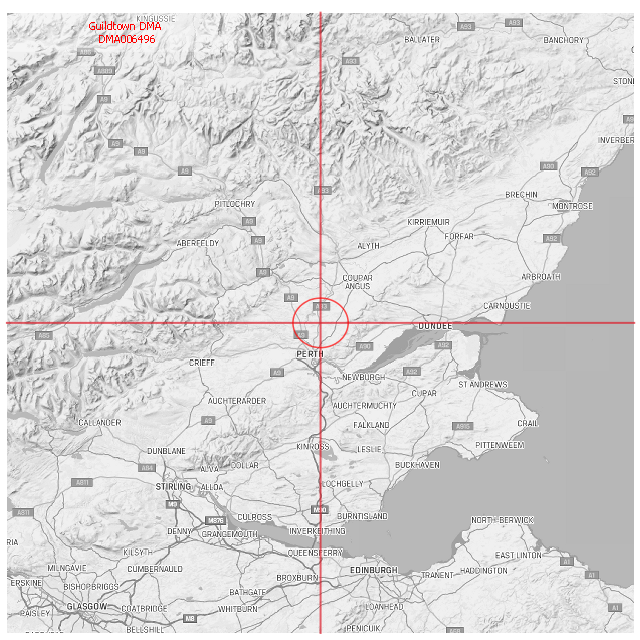 KINGUSSIE
Guildtown DMA
DMA006496
A93
A93
BALLATER
BANCHORY
A9
A93
STON
A9
A9
A9
INVERBER
A90
A92
A93
BRECHIN
MONTROSE
PITLOCHRY
A9
KIRRIEMUIR
FORFAR
A92
ABERFELDY
A9
ALYTH
A9
COUPAR
ANGUS
ARBROATH
A9
A93
CARNOUSTIE
DUNDEE
A85
PERTH
A90
A92
CRIEFF
A9
NEWBURGH
A92
ST ANDREWS
CUPAR
AUCHTERARDER
AUCHTERMUCHTY
A9
FALKLAND
A915
CRAIL
CALLANDER
PITTENWEEM
KINROSS
LESLIE
DUNBLANE
DOLLAR
BUCKHAVEN
A84
ALVA
A811
STIRLING
ALLOA
LOCHGELLY
M9
M90
A811
CULROSS
BURNTISLAND
M876
NORTH BERWICK
DENNY
GRANGEMOUTH
INVERKEITHING
RIA
KILSYTH
QUEENSFERRY
EAST LINTON
MILNGAVIE
CUMBERNAULD
A1
ERSKINE
BISHOPBRIGGS
BROXBURN
EDINBURGH
TRANENT
HADDINGTON
A1
BATHGATE
PAISLEY
GLASGOW
COATBRIDGE
WHITBURN
LOANHEAD
A1
M8
BELLSHILL
PENICUIK